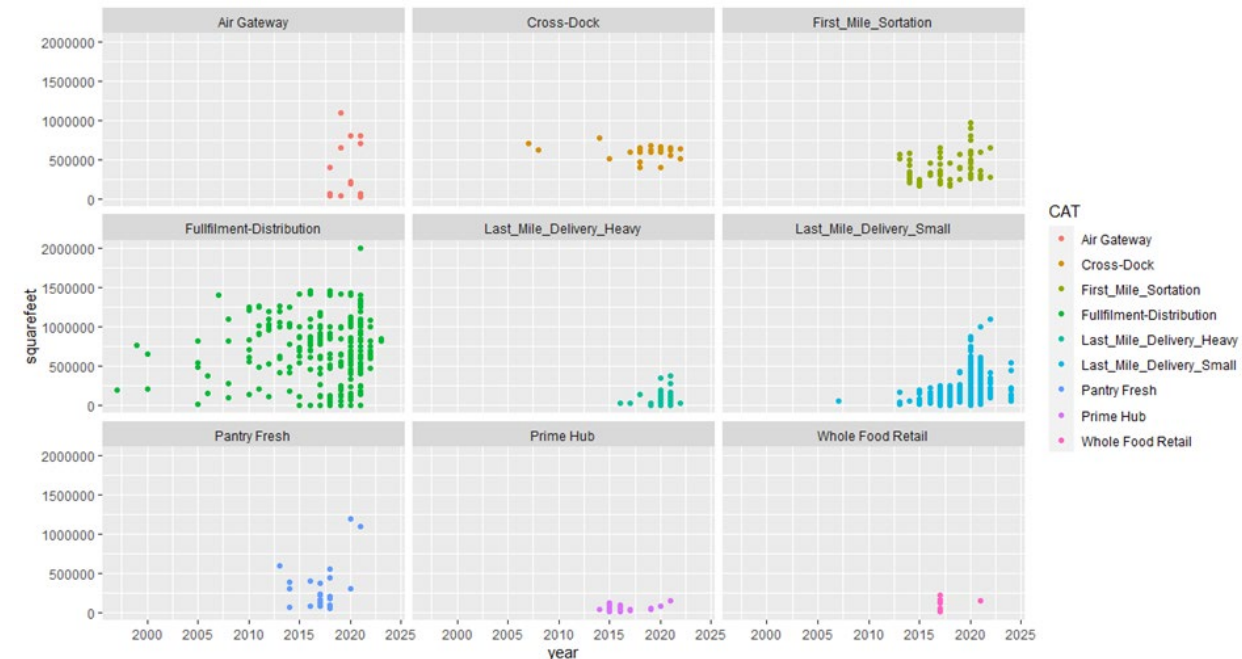 Air Gateway
Cross-Dock
First_Mile_Sortation
2000000
1500000
1000000
500000
0
Fullfilment-Distribution
Last_Mile_Delivery_Heavy
Last_Mile_Delivery_Small
2000000
1500000
1000000
500000
0
squarefeet
Pantry Fresh
Prime Hub
Whole Food Retail
2000000
1500000
1000000
500000
0
2000 2005 2010 2015 2020 2025
2000 2005 2010 2015 2020 2025
2000 2005 2010 2015 2020 2025
year
CAT
Air Gateway
Cross-Dock
First_Mile_Sortation
Fullfilment-Distribution
Last_Mile_Delivery_Heavy
Last_Mile_Delivery_Small
Pantry Fresh
Prime Hub
Whole Food Retail